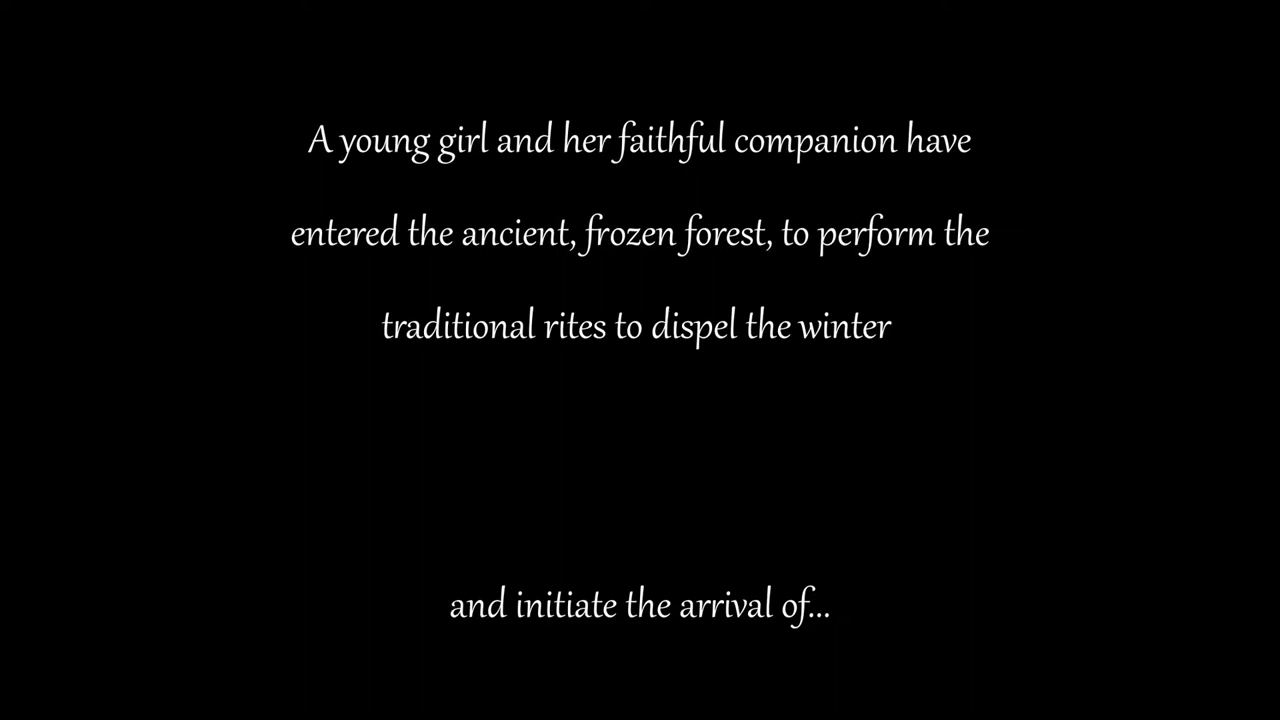 A young girl and her faithful companion have
entered the ancient, frozen forest, to perform the
traditional rites to dispel the winter
and initiate the arrival of...